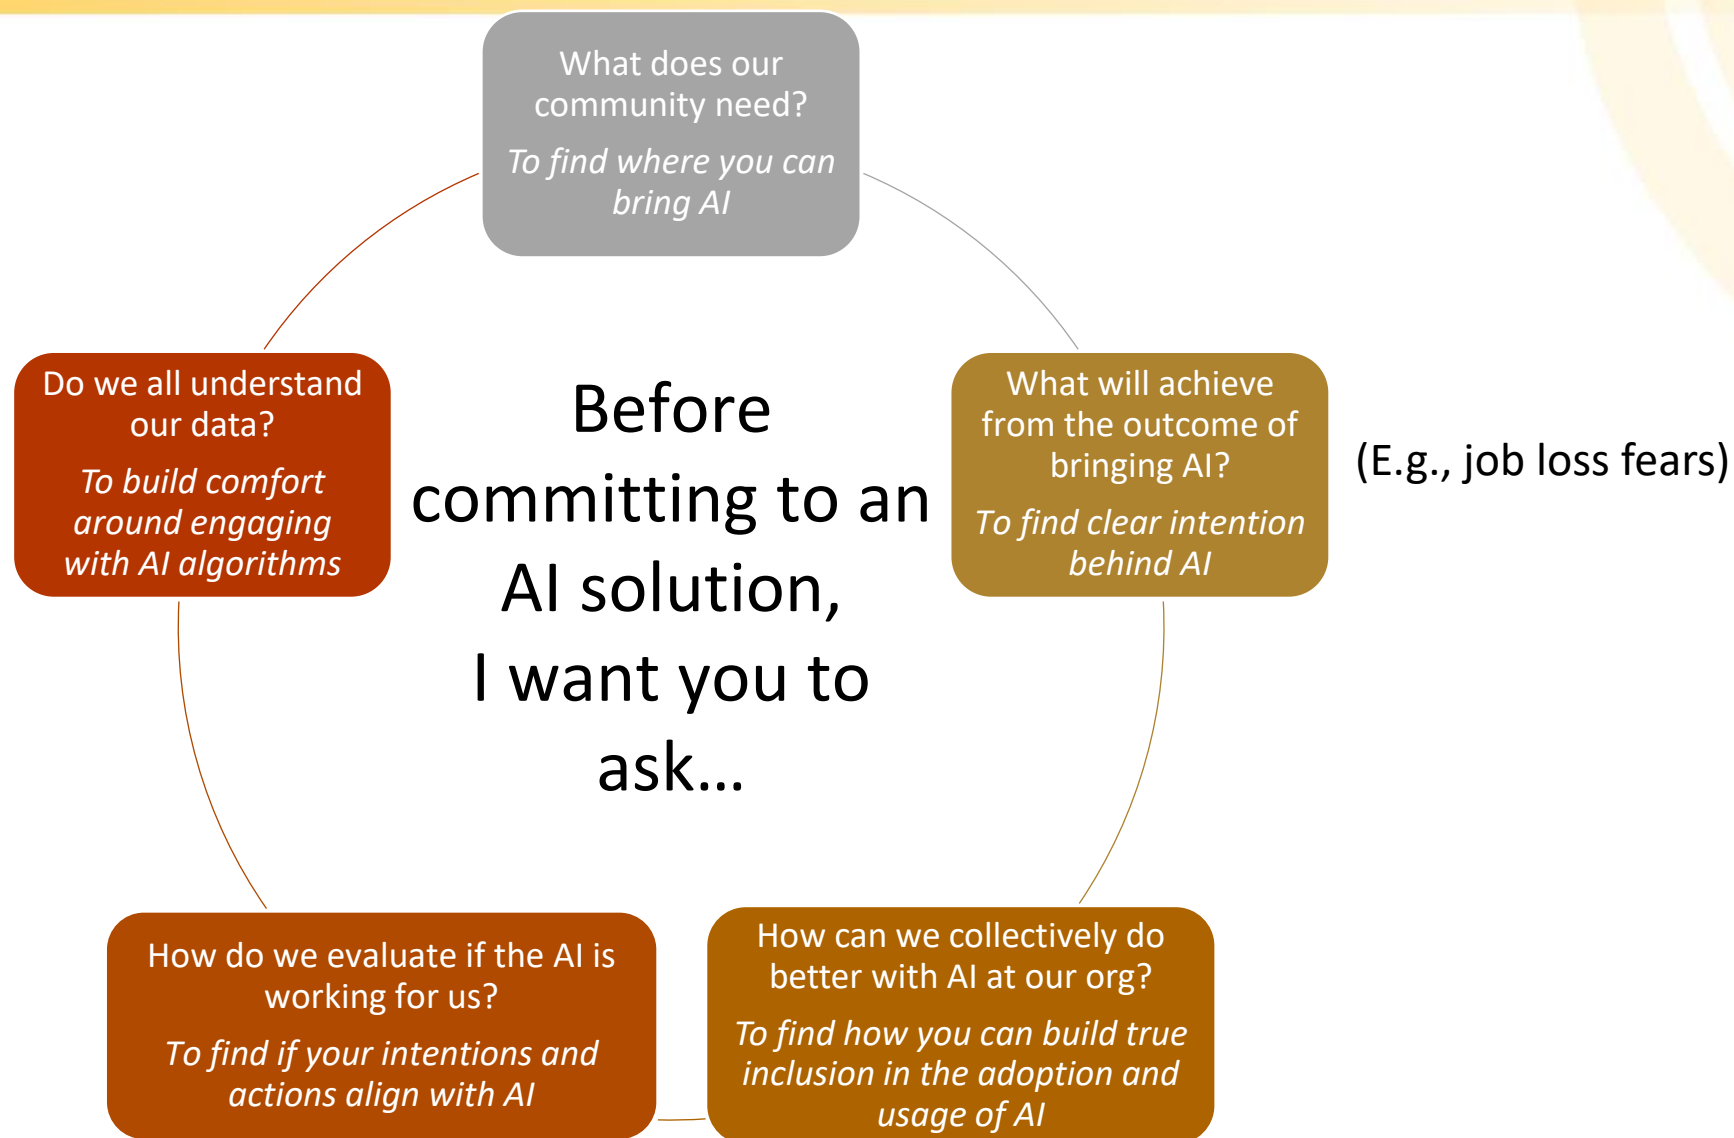 What does our
community need?
To find where you can
bring AI
What will achieve
from the outcome of
bringing AI?
To find clear intention
behind AI
(E.g., job loss fears)
How can we collectively do
better with AI at our org?
To find how you can build true
inclusion in the adoption and
usage of AI
How do we evaluate if the AI is
working for us?
To find if your intentions and
actions align with AI
Do we all understand
our data?
To build comfort
around engaging
with AI algorithms
Before
committing to an
AI solution,
I want you to
ask…